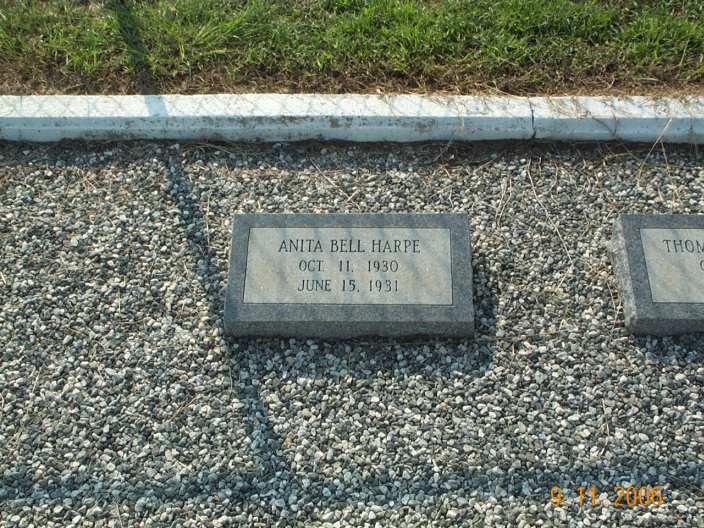 ANITA BELL HARPE
OCT. 11, 1930
JUNE 15, 1931
THOM
9 11 2006